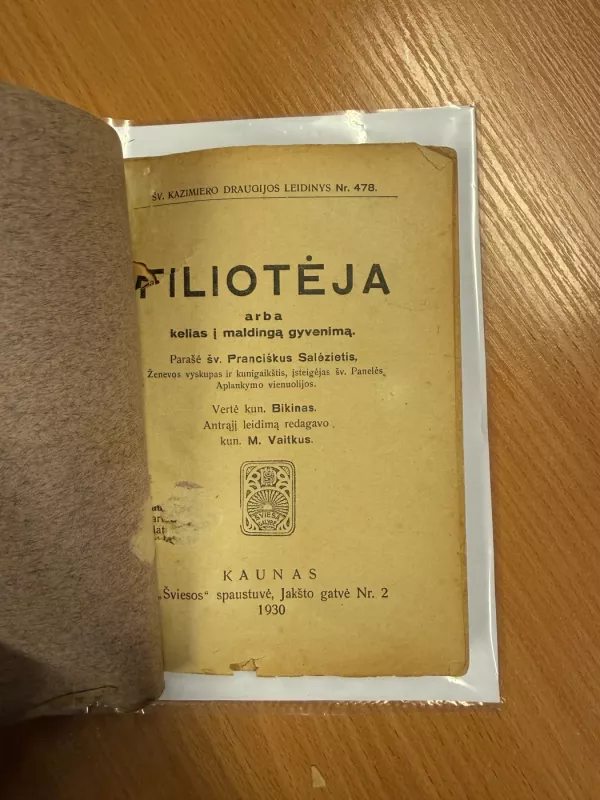 ŠV. KAZIMIERO DRAUGIJOS LEIDINYS Nr. 478.
FILIOTĖJA
arba
kelias į maldingą gyvenimą.
Parašė šv. Pranciškus Salėzietis,
Ženevos vyskupas ir kunigaikštis, įsteigėjas šv. Panelės
Aplankymo vienuolijos.
Vertė kun. Bikinas.
Antrąjį leidimą redagavo
kun. M. Vaitkus.
ŠVIESA
KAUNAS
„Šviesos“ spaustuvė, Jakšto gatvė Nr. 2
1930